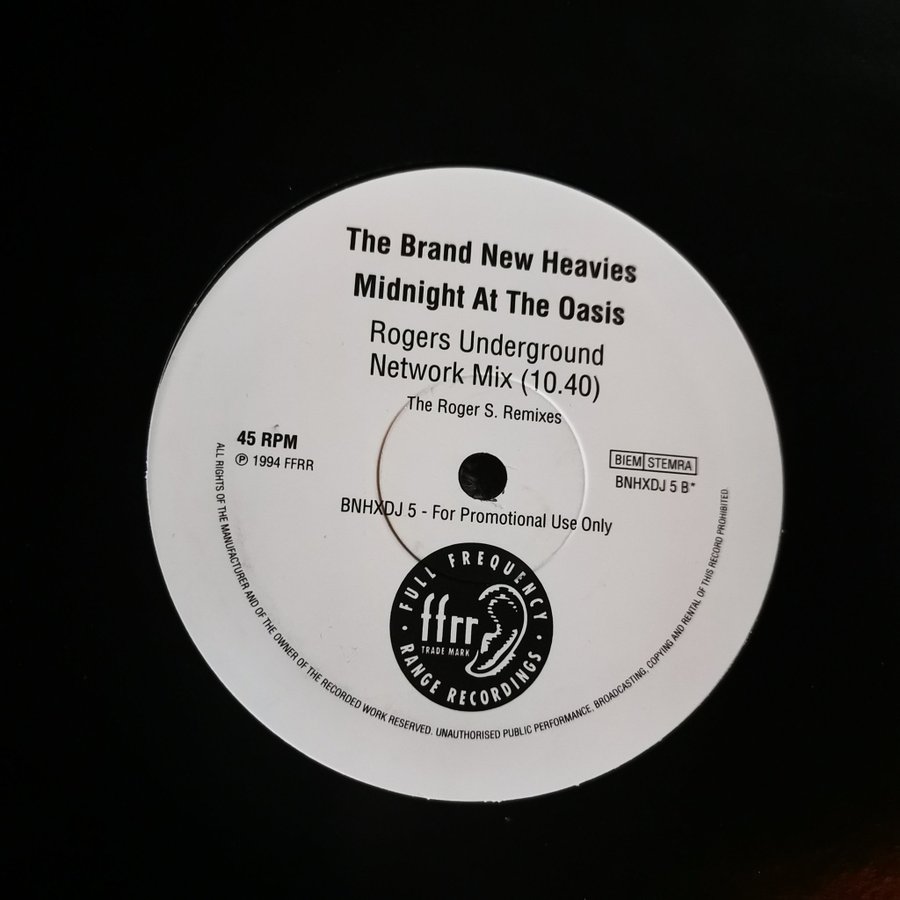 The Brand New Heavies
Midnight At The Oasis
Rogers Underground
Network Mix (10.40)
The Roger S. Remixes
45 RPM
℗ 1994 FFRR
BIEM STEMRA
BNHXDJ 5 B*
BNHXDJ 5 - For Promotional Use Only
FULL FREQUENCY
ffrr
TRADE MARK
RANGE RECORDINGS
ALL RIGHTS OF THE MANUFACTURER AND OF THE OWNER OF THE RECORDED WORK RESERVED. UNAUTHORISED PUBLIC PERFORMANCE, BROADCASTING, COPYING AND RENTAL OF THIS RECORD PROHIBITED.